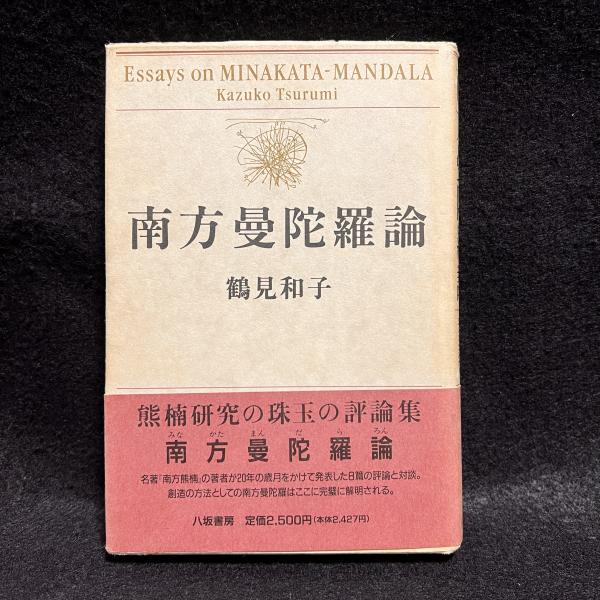 Essays on MINAKATA-MANDALA
Kazuko Tsurumi
南方曼陀羅論
鶴見和子
熊楠研究の珠玉の評論集
みな かた まん だ ら ろん
南方曼陀羅論
名著『南方熊楠』の著者が20年の歳月をかけて発表した8篇の評論と対談。
創造の方法としての南方曼陀羅はここに完璧に解明される。
八坂書房 定価2,500円(本体2,427円)